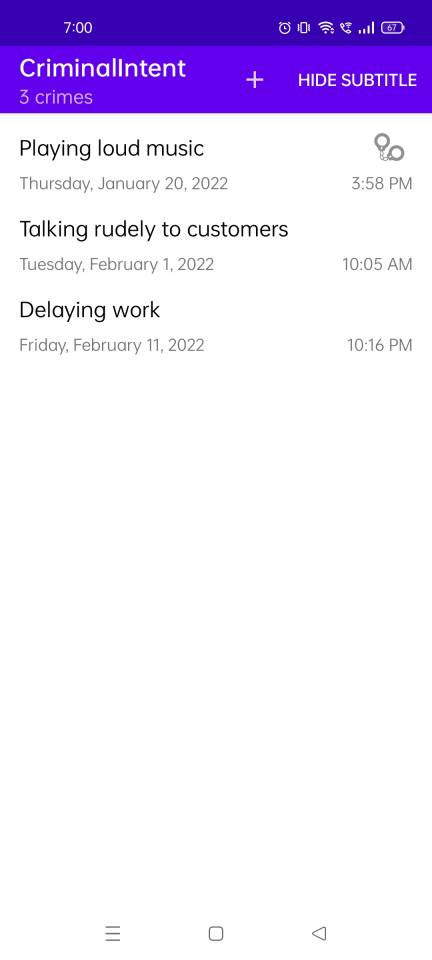 7:00
67
CriminalIntent
3 crimes
+
HIDE SUBTITLE
Playing loud music
Thursday, January 20, 2022
3:58 PM
Talking rudely to customers
Tuesday, February 1, 2022
10:05 AM
Delaying work
Friday, February 11, 2022
10:16 PM